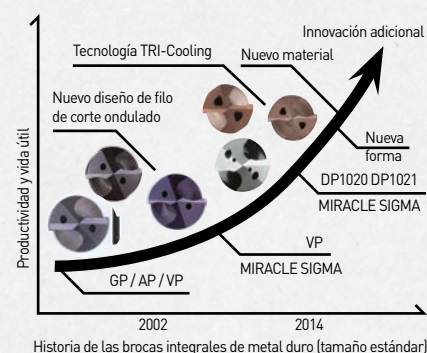 Innovación adicional
Tecnología TRI-Cooling
Nuevo material
Nuevo diseño de filo
de corte ondulado
Productividad y vida útil
Nueva
forma
DP1020 DP1021
MIRACLE SIGMA
VP
MIRACLE SIGMA
GP / AP / VP
2002
2014
Historia de las brocas integrales de metal duro (tamaño estándar)